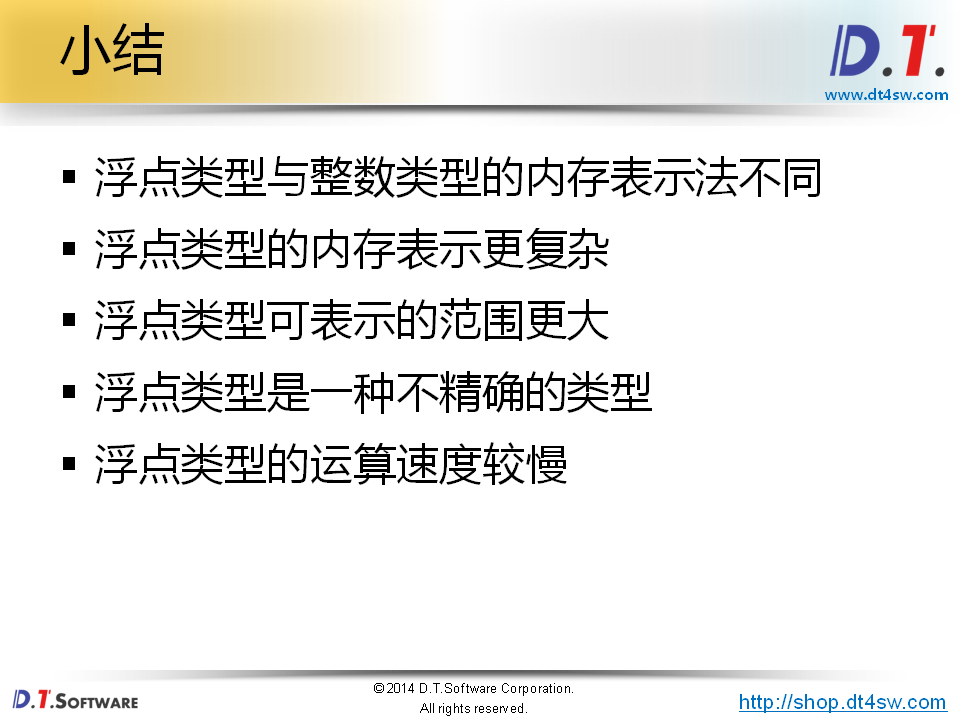 小结
D.T.
www.dt4sw.com
▪ 浮点类型与整数类型的内存表示法不同
▪ 浮点类型的内存表示更复杂
▪ 浮点类型可表示的范围更大
▪ 浮点类型是一种不精确的类型
▪ 浮点类型的运算速度较慢
D.T.SOFTWARE
©2014 D.T.Software Corporation.
All rights reserved.
http://shop.dt4sw.com